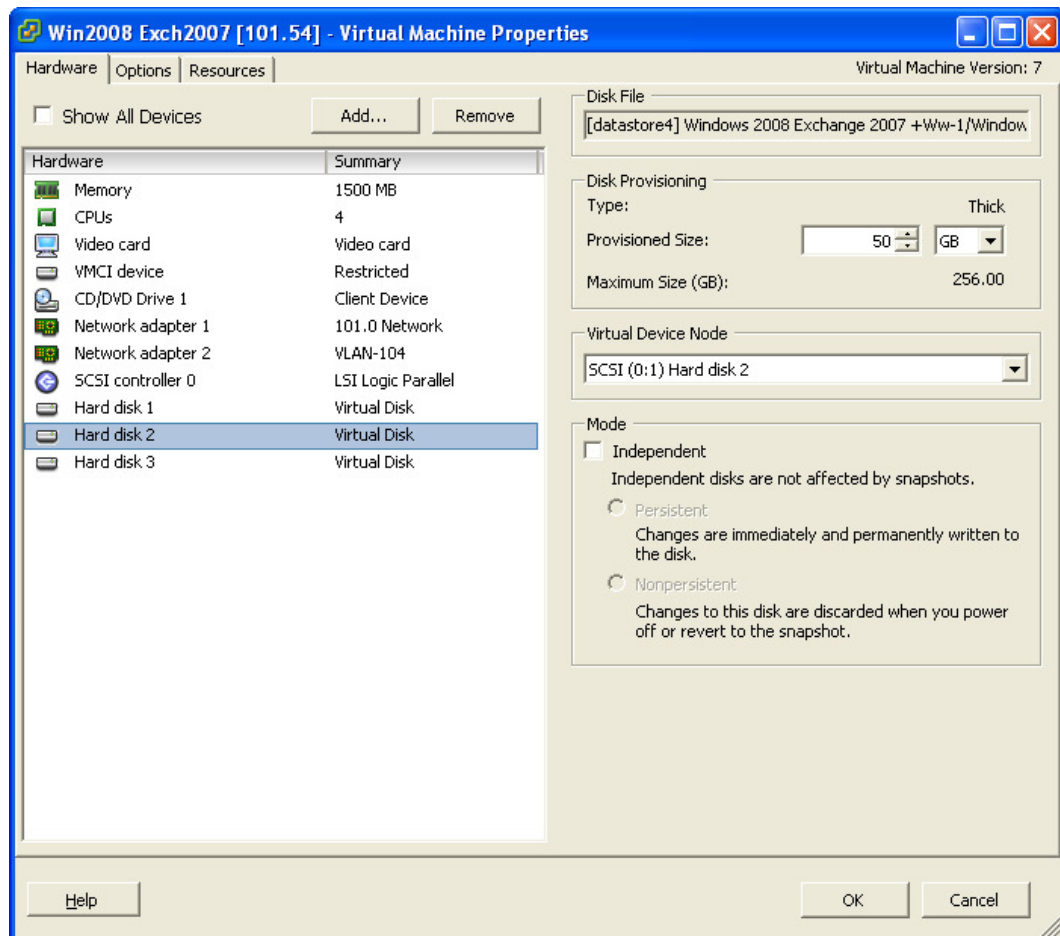 Win2008 Exch2007 [101.54] - Virtual Machine Properties
Hardware Options Resources
Virtual Machine Version: 7
Show All Devices
Add...
Remove
Hardware Summary
Memory 1500 MB
CPUs 4
Video card Video card
VMCI device Restricted
CD/DVD Drive 1 Client Device
Network adapter 1 101.0 Network
Network adapter 2 VLAN-104
SCSI controller 0 LSI Logic Parallel
Hard disk 1 Virtual Disk
Hard disk 2 Virtual Disk
Hard disk 3 Virtual Disk
Disk File
[datastore4] Windows 2008 Exchange 2007 +Ww-1/Window
Disk Provisioning
Type: Thick
Provisioned Size: 50 GB
Maximum Size (GB): 256.00
Virtual Device Node
SCSI (0:1) Hard disk 2
Mode
Independent
Independent disks are not affected by snapshots.
Persistent
Changes are immediately and permanently written to
the disk.
Nonpersistent
Changes to this disk are discarded when you power
off or revert to the snapshot.
Help
OK
Cancel